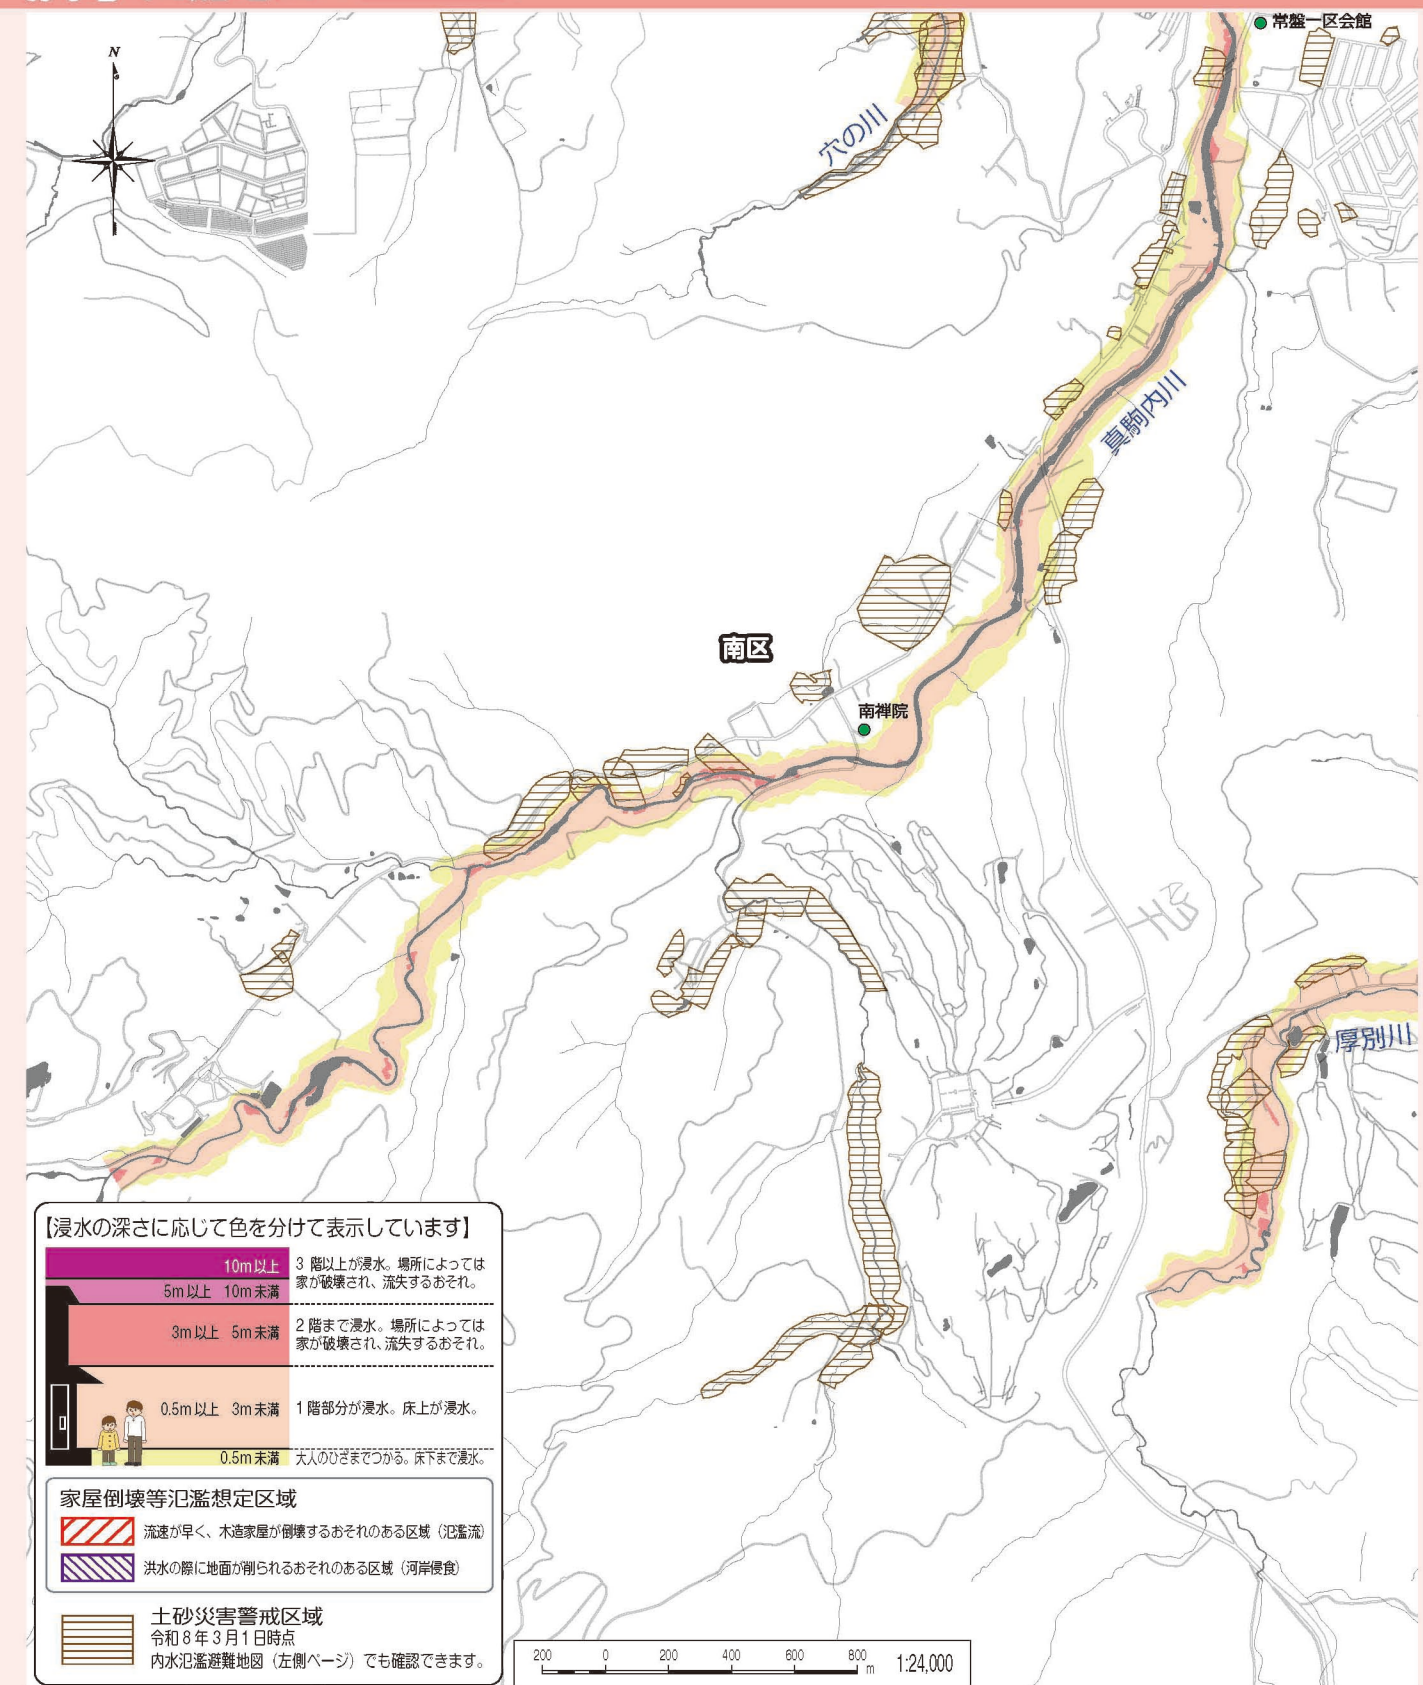 常盤一区会館
N
穴の川
真駒内川
南区
南禅院
厚別川
【浸水の深さに応じて色を分けて表示しています】
10m以上
3 階以上が浸水。場所によっては
家が破壊され、流失するおそれ。
5m以上 10m未満
3m以上 5m未満
2階まで浸水。場所によっては
家が破壊され、流失するおそれ。
0.5m以上 3m未満
1階部分が浸水。床上が浸水。
0.5m未満
大人のひざまでつかる。床下まで浸水。
家屋倒壊等氾濫想定区域
流速が早く、木造家屋が倒壊するおそれのある区域（氾濫流）
洪水の際に地面が削られるおそれのある区域（河岸侵食）
土砂災害警戒区域
令和8年3月1日時点
内水氾濫避難地図（左側ページ）でも確認できます。
200 0 200 400 600 800 m 1:24,000